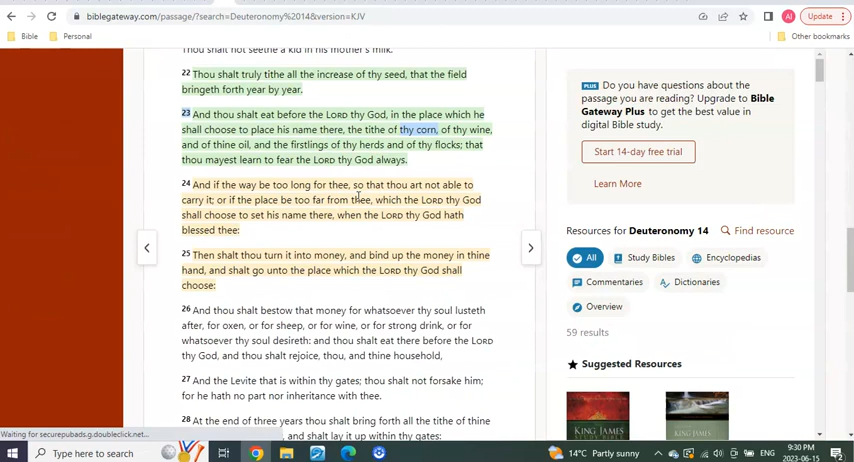 biblegateway.com/passage/?search=Deuteronomy%2014&version=KJV
AI
Update
Bible
Personal
Other bookmarks
Thou shalt not seethe a kid in his mother's milk.
22 Thou shalt truly tithe all the increase of thy seed, that the field
bringeth forth year by year.
23 And thou shalt eat before the LORD thy God, in the place which he
shall choose to place his name there, the tithe of thy corn, of thy wine,
and of thine oil, and the firstlings of thy herds and of thy flocks; that
thou mayest learn to fear the LORD thy God always.
24 And if the way be too long for thee, so that thou art not able to
carry it; or if the place be too far from thee, which the LORD thy God
shall choose to set his name there, when the LORD thy God hath
blessed thee:
25 Then shalt thou turn it into money, and bind up the money in thine
hand, and shalt go unto the place which the LORD thy God shall
choose:
26 And thou shalt bestow that money for whatsoever thy soul lusteth
after, for oxen, or for sheep, or for wine, or for strong drink, or for
whatsoever thy soul desireth: and thou shalt eat there before the LORD
thy God, and thou shalt rejoice, thou, and thine household,
27 And the Levite that is within thy gates; thou shalt not forsake him;
for he hath no part nor inheritance with thee.
28 At the end of three years thou shalt bring forth all the tithe of thine
, and shalt lay it up within thy gates:
PLUS Do you have questions about the
passage you are reading? Upgrade to Bible
Gateway Plus to get the best value in
digital Bible study.
Start 14-day free trial
Learn More
Resources for Deuteronomy 14
Find resource
All
Study Bibles
Encyclopedias
Commentaries
Dictionaries
Overview
59 results
Suggested Resources
KING JAMES
STUDY BIBLE
KING JAMES
Waiting for securepubads.g.doubleclick.net...
Type here to search
14°C Partly sunny
ENG
9:30 PM
2023-06-15
2